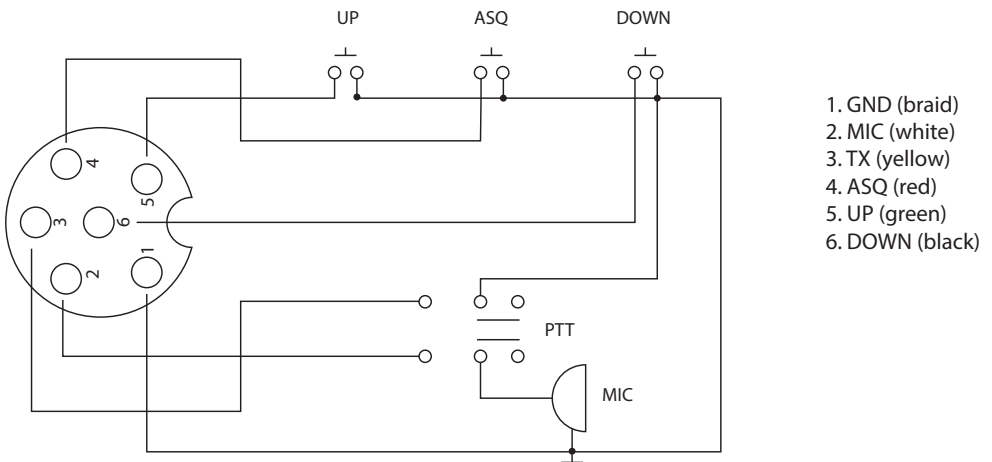 UP ASQ DOWN
4
5
3
6
1
2
PTT
MIC
1. GND (braid)
2. MIC (white)
3. TX (yellow)
4. ASQ (red)
5. UP (green)
6. DOWN (black)